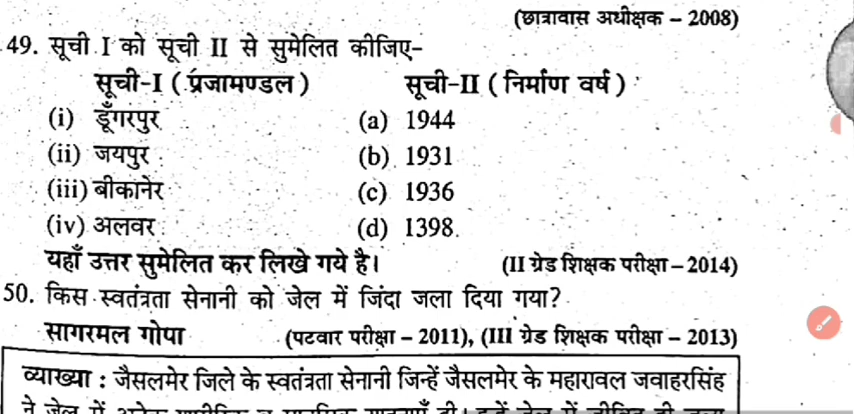 (छात्रावास अधीक्षक – 2008)
49. सूची I को सूची II से सुमेलित कीजिए–
सूची-I (प्रजामण्डल) सूची-II (निर्माण वर्ष)
(i) डूँगरपुर (a) 1944
(ii) जयपुर (b) 1931
(iii) बीकानेर (c) 1936
(iv) अलवर (d) 1398
यहाँ उत्तर सुमेलित कर लिखे गये है। (II ग्रेड शिक्षक परीक्षा – 2014)
50. किस स्वतंत्रता सेनानी को जेल में जिंदा जला दिया गया?
सागरमल गोपा (पटवार परीक्षा – 2011), (III ग्रेड शिक्षक परीक्षा – 2013)
व्याख्या : जैसलमेर जिले के स्वतंत्रता सेनानी जिन्हें जैसलमेर के महारावल जवाहरसिंह
ने जेल में